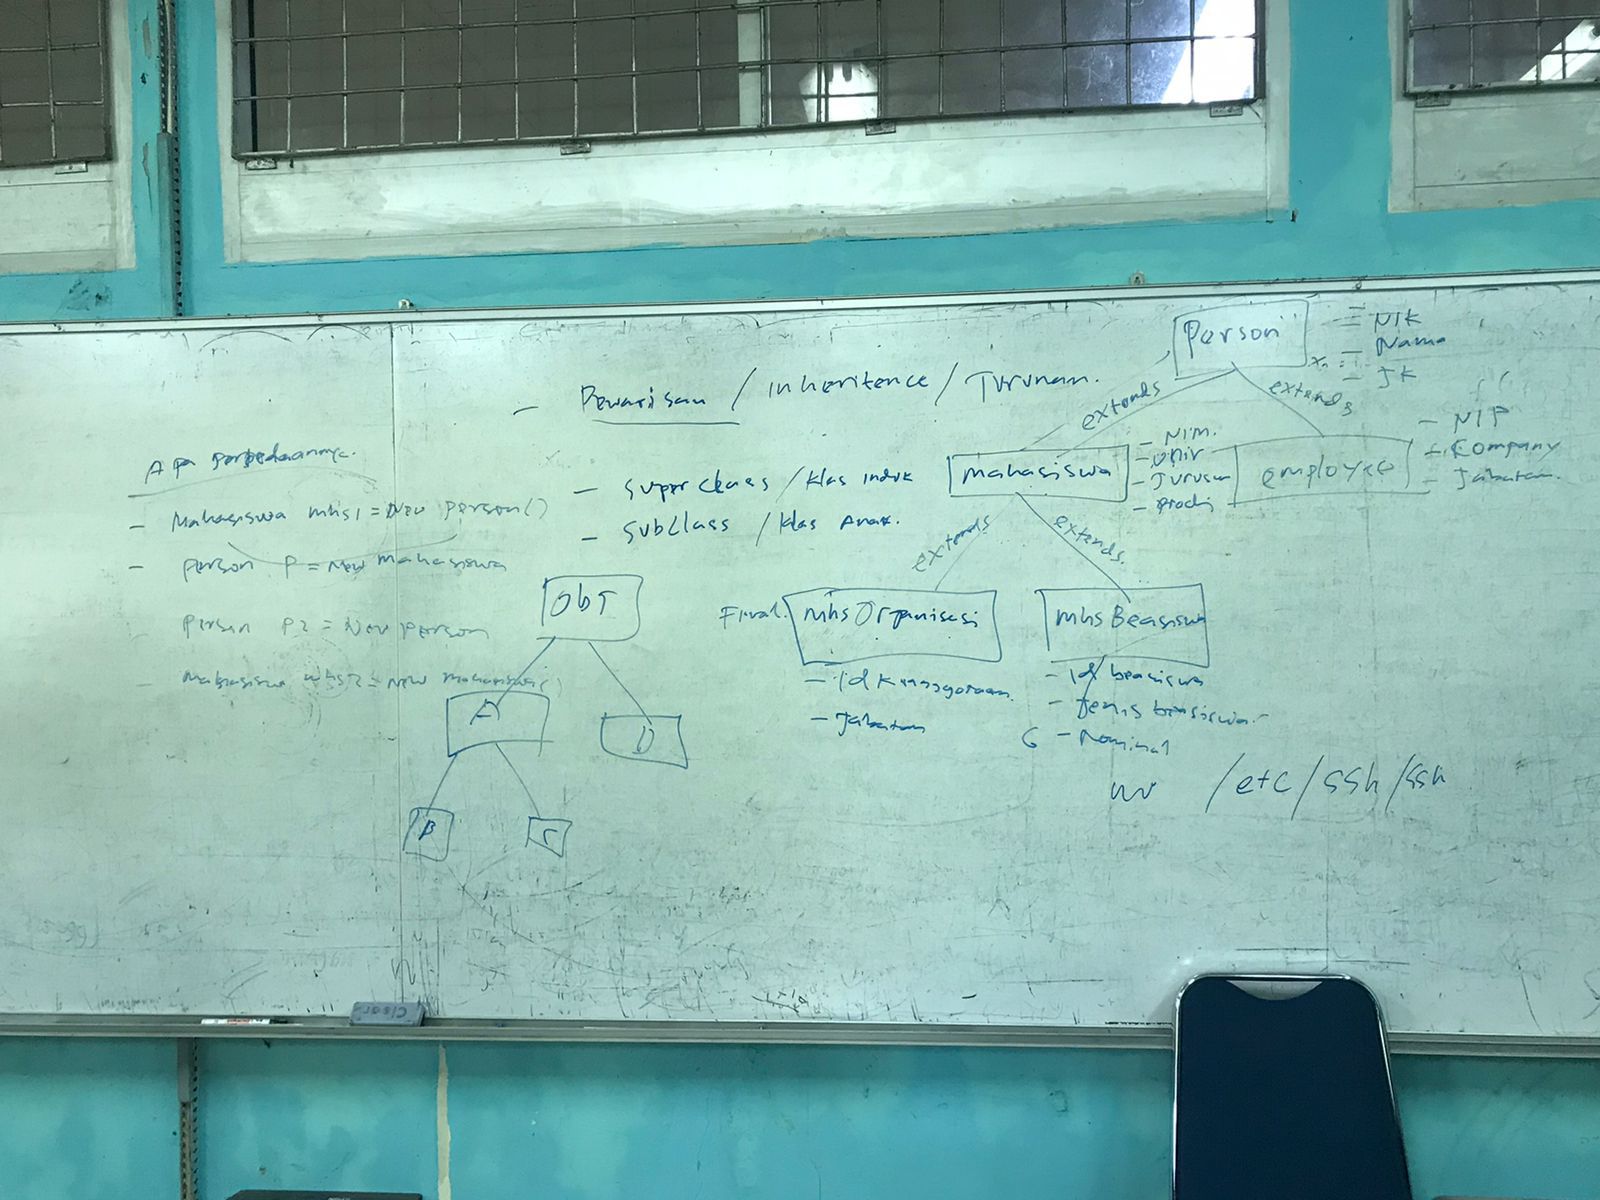 Apa perbedaannya.
- Mahasiswa mhs1 = New person()
- person P = New mahasiswa
- person P2 = New person
- Mahasiswa mhs2 = New mahasiswa()
- Pewarisan / inheritence / Turunan.
- super class / klas induk
- subclass / klas Anak.
Obj
A
D
B
C
Person
- NIK
- Nama
- JK
extends
extends
mahasiswa
- NIM.
- Univ
- Jurusan
- Prodi
employee
- NIP
- Company
- Jabatan.
extends
extends.
Final.
mhs Organisasi
- Id Keanggotaan
- Jabatan
mhs Beasiswa
- Id beasiswa
- Jenis beasiswa
- Nominal
/etc/ssh/ssh
Clear